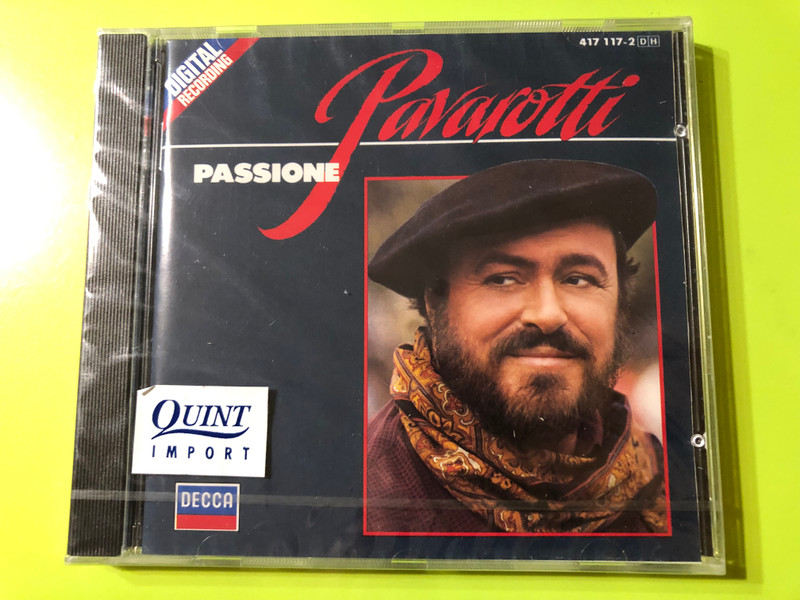 417 117-2 DH
DIGITAL
RECORDING
Pavarotti
PASSIONE
QUINT
IMPORT
DECCA